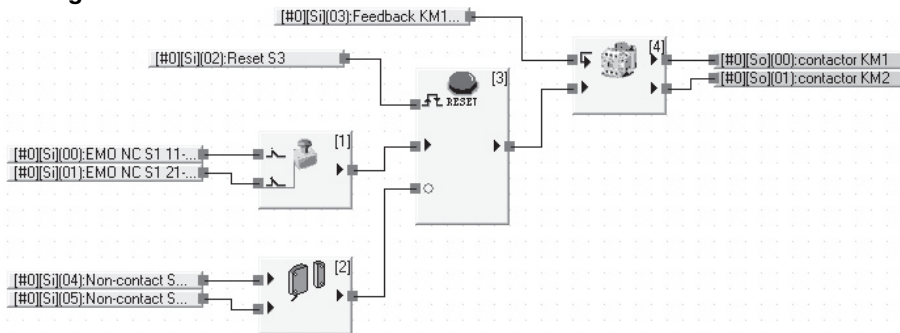 [#0][Si](03):Feedback KM1...
[4]
[#0][Si](02):Reset S3
[#0][So](00):contactor KM1
[#0][So](01):contactor KM2
[3]
RESET
[1]
[#0][Si](00):EMO NC S1 11-...
[#0][Si](01):EMO NC S1 21-...
[2]
[#0][Si](04):Non-contact S...
[#0][Si](05):Non-contact S...